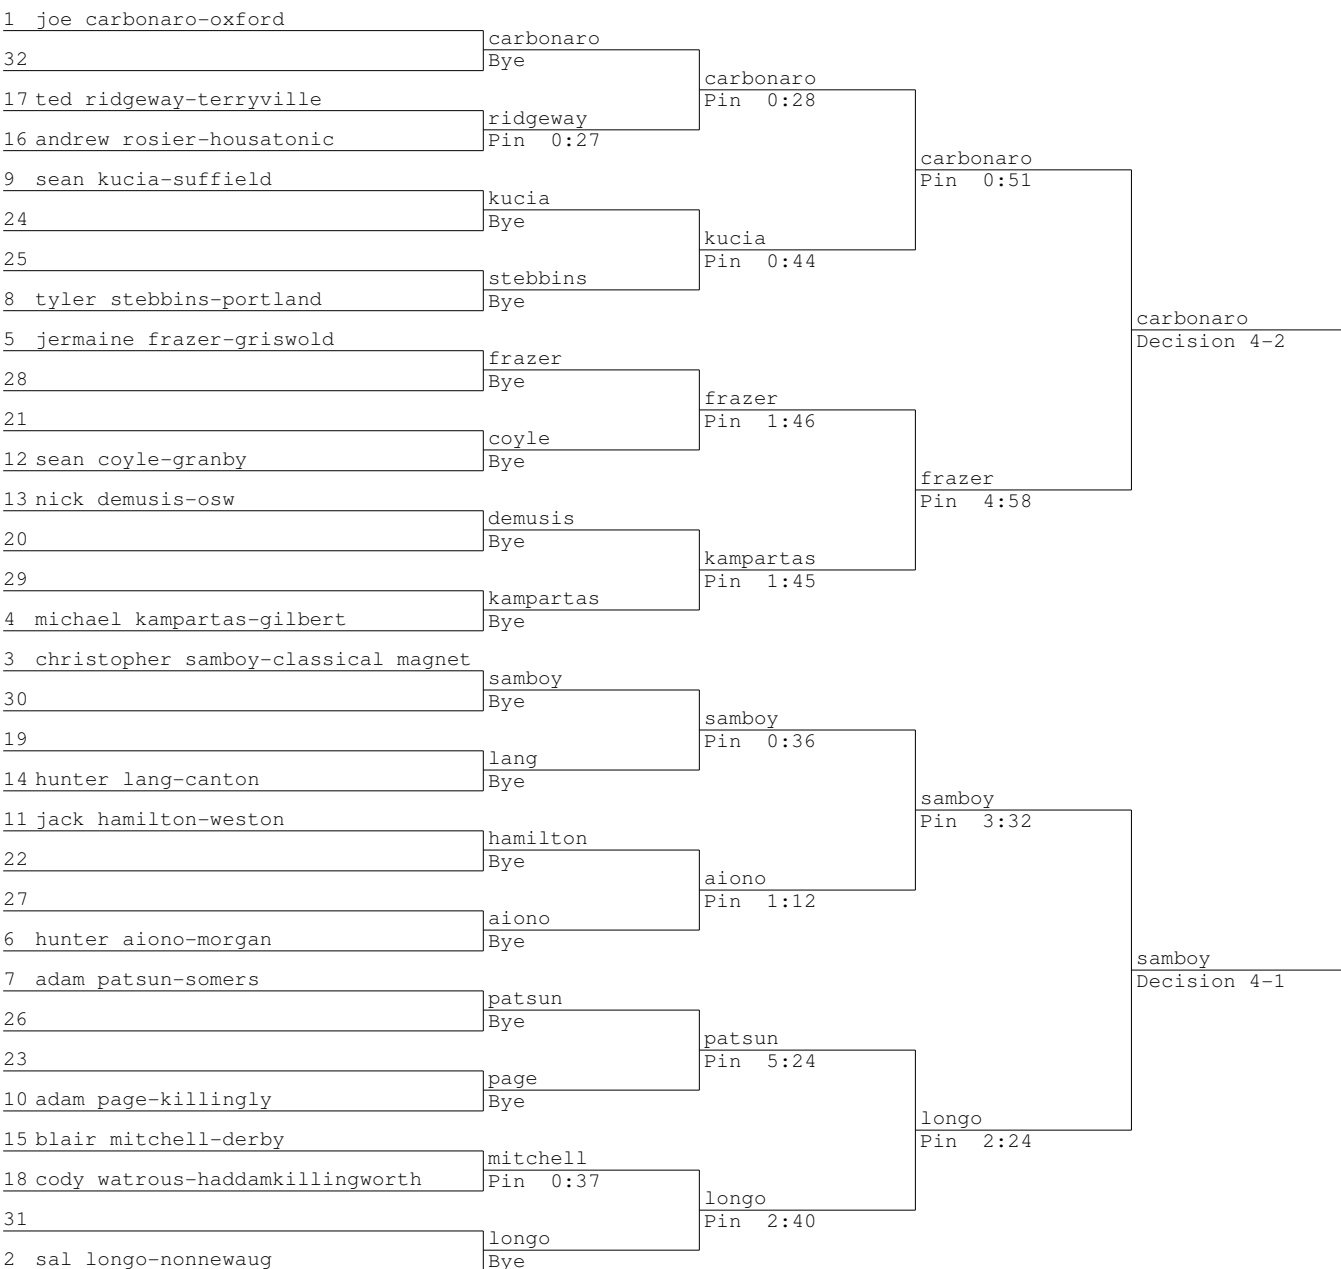 1 joe carbonaro-oxford
carbonaro
32
Bye
carbonaro
17 ted ridgeway-terryville
Pin 0:28
ridgeway
16 andrew rosier-housatonic
Pin 0:27
carbonaro
9 sean kucia-suffield
Pin 0:51
kucia
24
Bye
kucia
25
Pin 0:44
stebbins
8 tyler stebbins-portland
Bye
carbonaro
5 jermaine frazer-griswold
Decision 4-2
frazer
28
Bye
frazer
21
Pin 1:46
coyle
12 sean coyle-granby
Bye
frazer
13 nick demusis-osw
Pin 4:58
demusis
20
Bye
kampartas
29
Pin 1:45
kampartas
4 michael kampartas-gilbert
Bye
3 christopher samboy-classical magnet
samboy
30
Bye
samboy
19
Pin 0:36
lang
14 hunter lang-canton
Bye
samboy
11 jack hamilton-weston
Pin 3:32
hamilton
22
Bye
aiono
27
Pin 1:12
aiono
6 hunter aiono-morgan
Bye
samboy
7 adam patsun-somers
Decision 4-1
patsun
26
Bye
patsun
23
Pin 5:24
page
10 adam page-killingly
Bye
longo
15 blair mitchell-derby
Pin 2:24
mitchell
18 cody watrous-haddamkillingworth
Pin 0:37
longo
31
Pin 2:40
longo
2 sal longo-nonnewaug
Bye